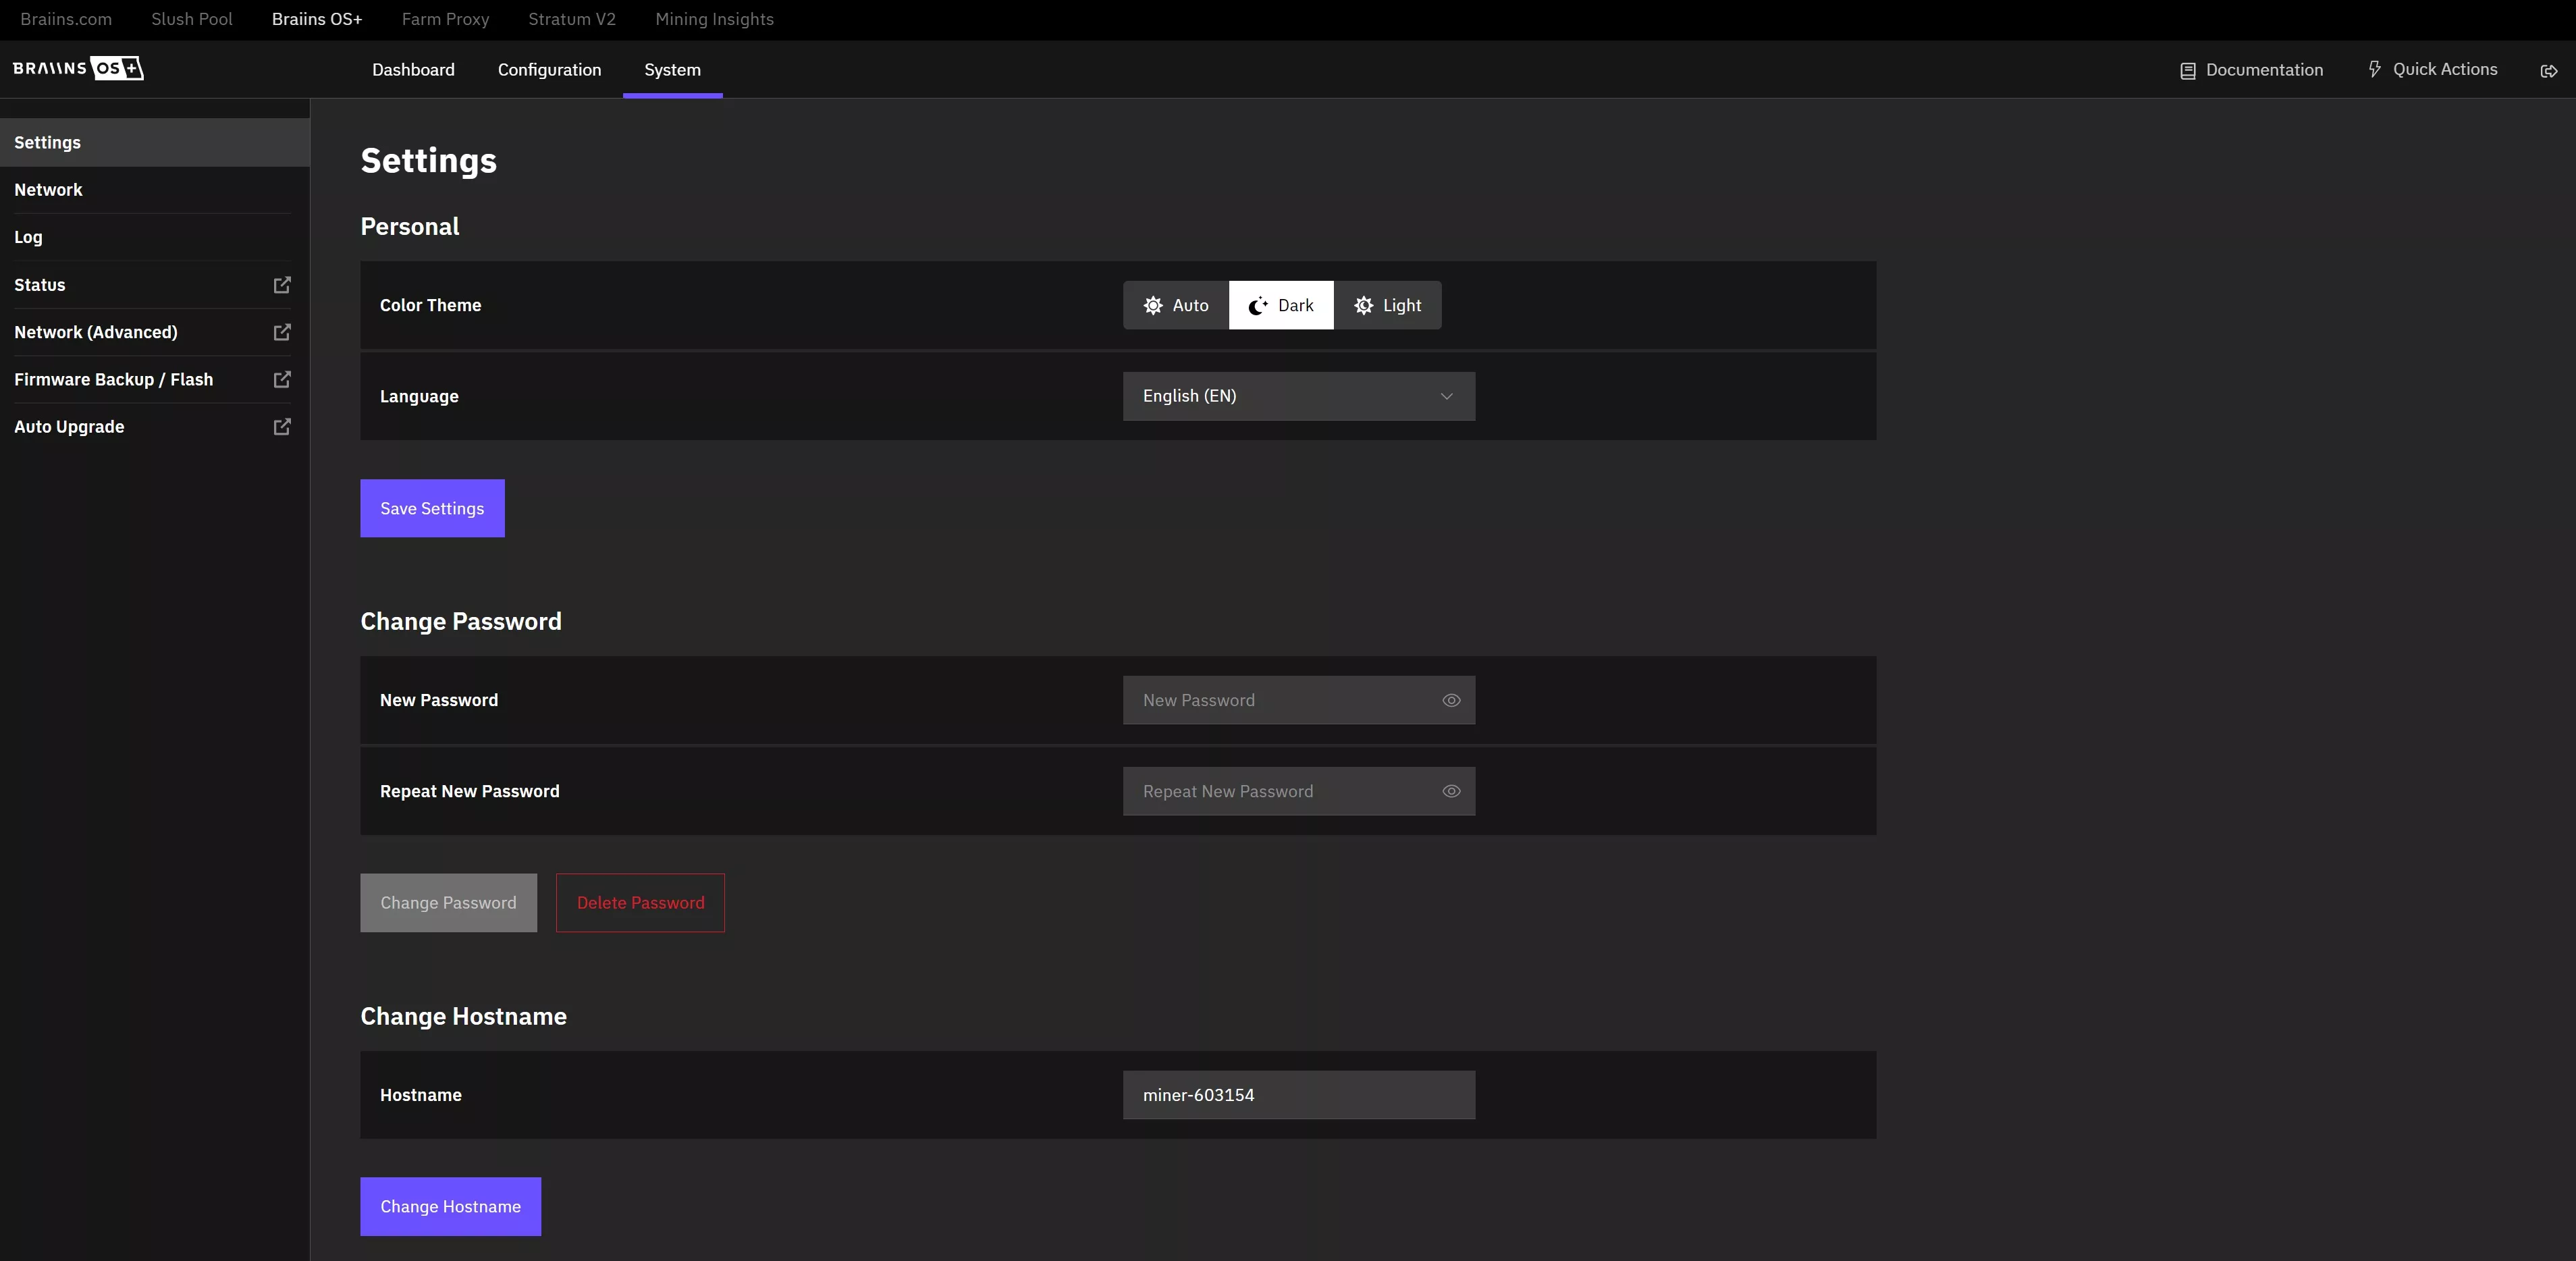 Braiins.com Slush Pool Braiins OS+ Farm Proxy Stratum V2 Mining Insights
BRAIINS OS+ Dashboard Configuration System Documentation Quick Actions
Settings
Network
Log
Status
Network (Advanced)
Firmware Backup / Flash
Auto Upgrade
Settings
Personal
Color Theme Auto Dark Light
Language English (EN)
Save Settings
Change Password
New Password New Password
Repeat New Password Repeat New Password
Change Password Delete Password
Change Hostname
Hostname miner-603154
Change Hostname